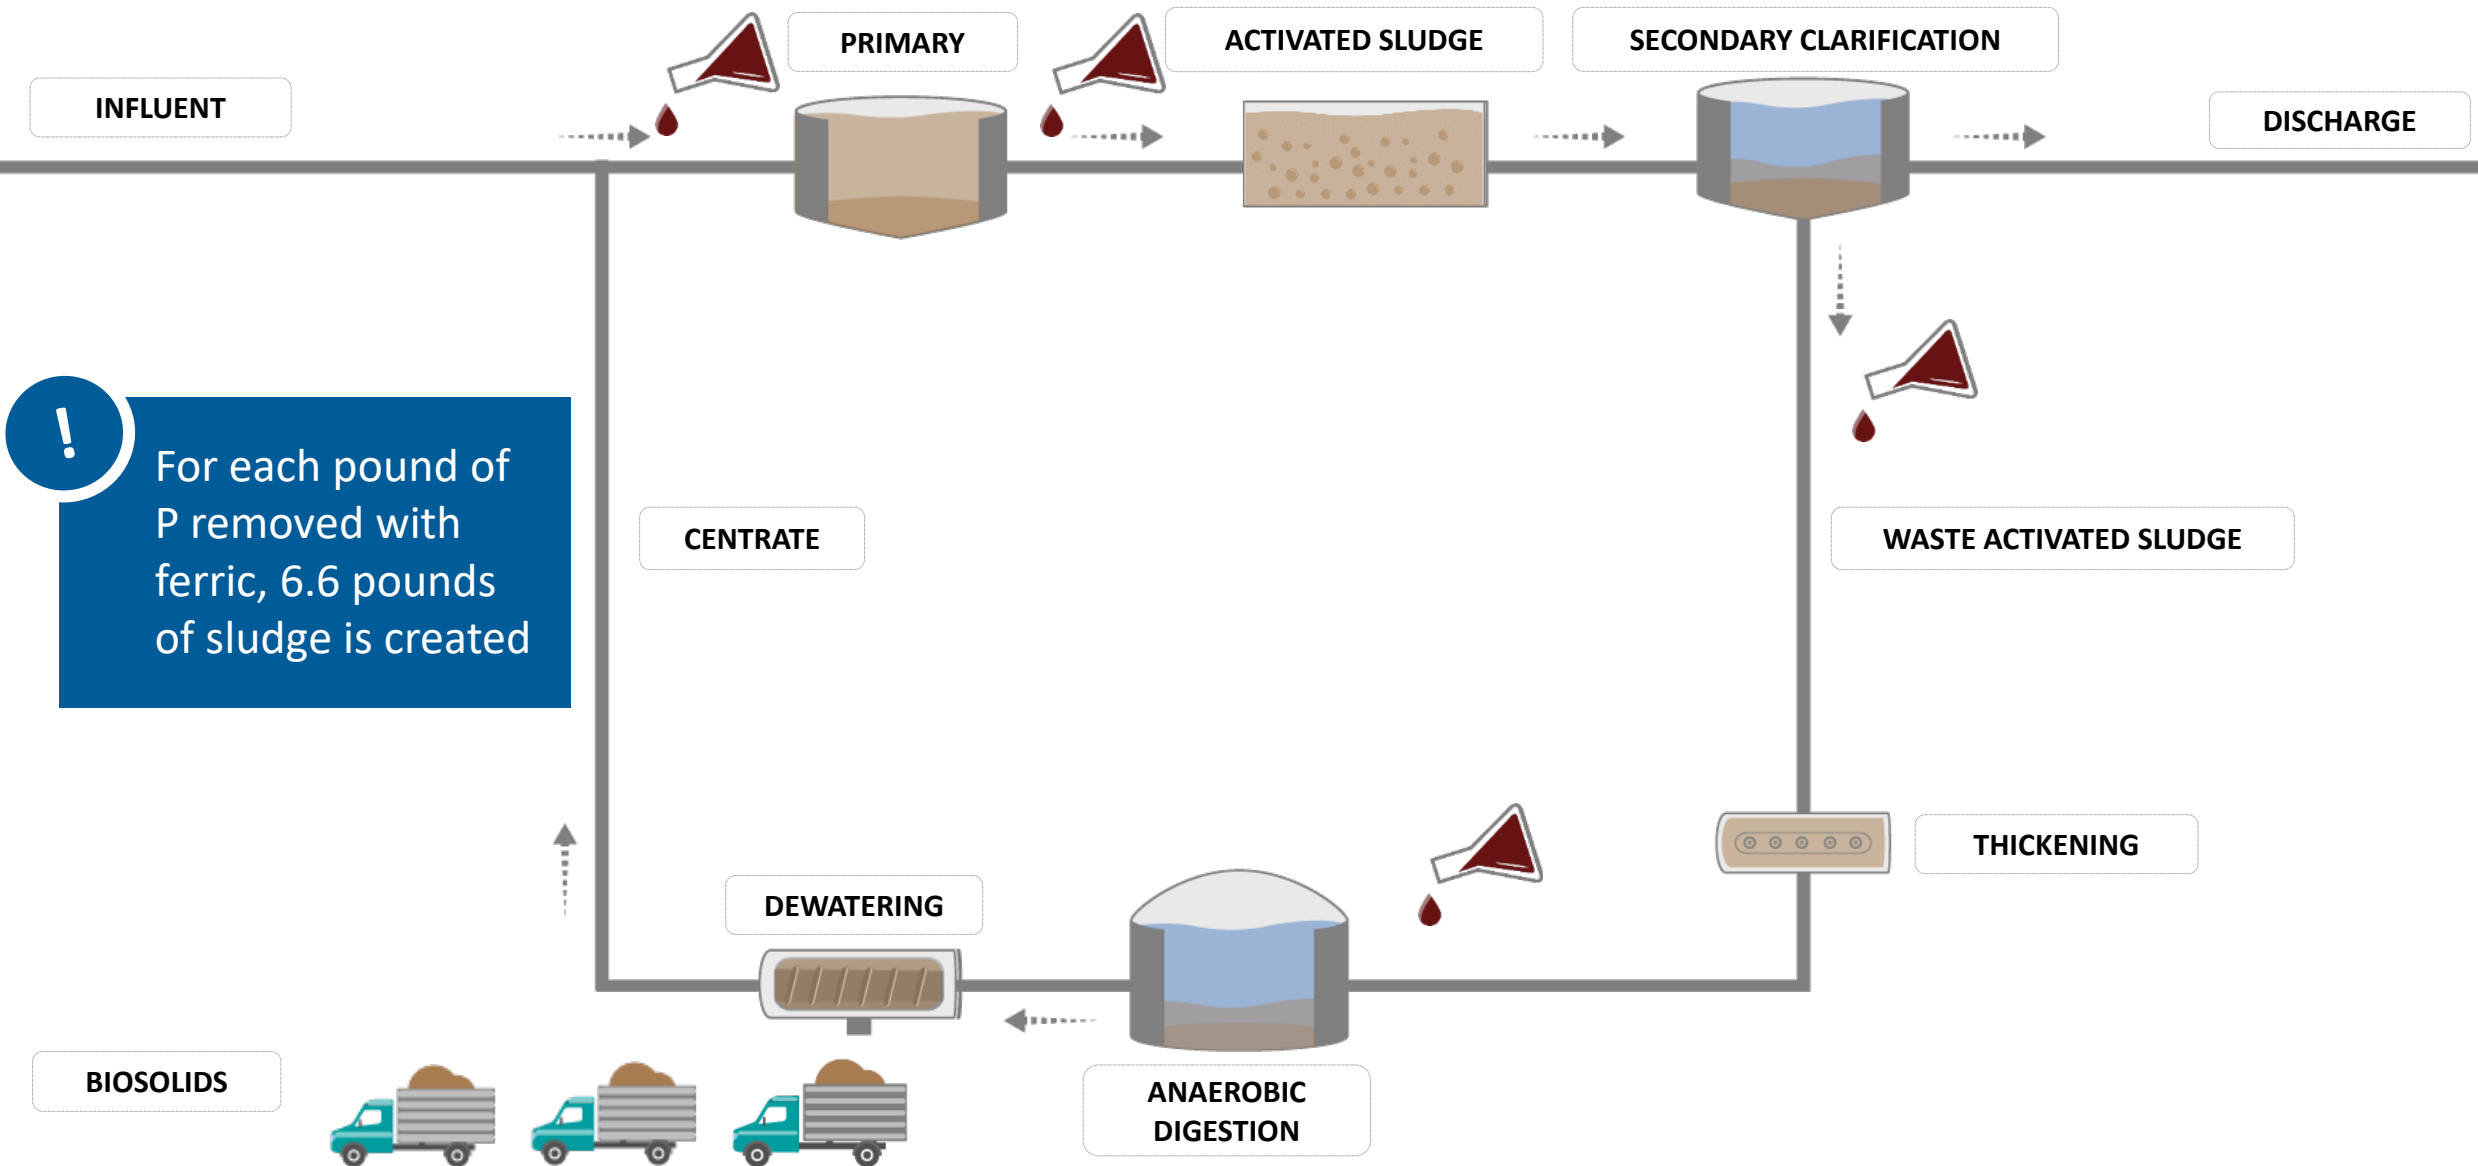 PRIMARY
ACTIVATED SLUDGE
SECONDARY CLARIFICATION
INFLUENT
DISCHARGE
!
For each pound of
P removed with
ferric, 6.6 pounds
of sludge is created
CENTRATE
WASTE ACTIVATED SLUDGE
THICKENING
DEWATERING
BIOSOLIDS
ANAEROBIC
DIGESTION